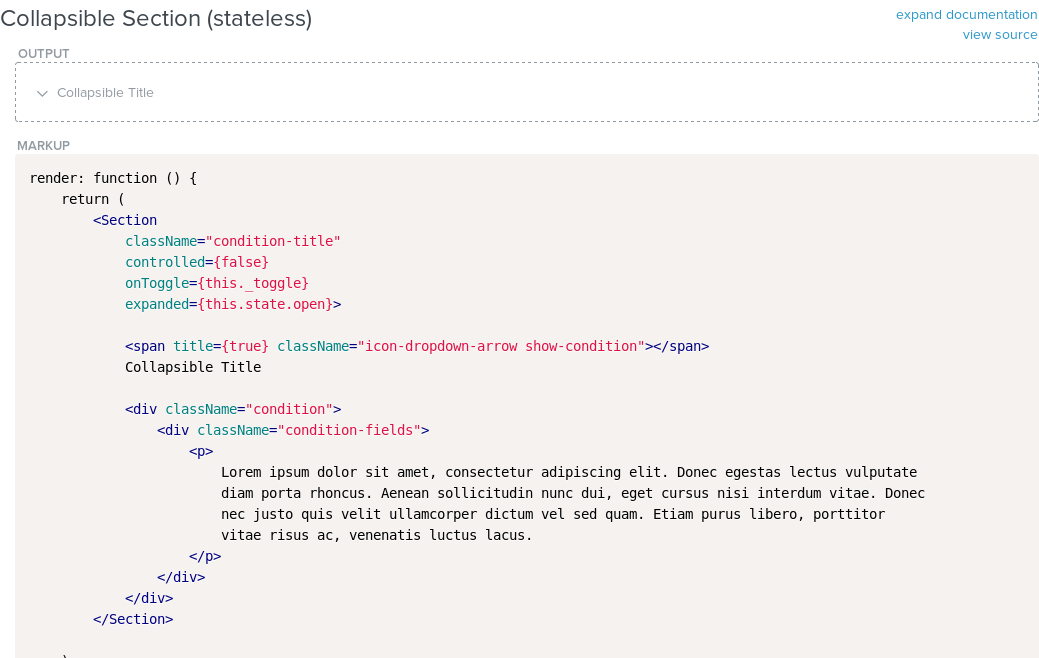 Collapsible Section (stateless)
expand documentation
view source
OUTPUT
Collapsible Title
MARKUP
render: function () {
    return (
        <Section
            className="condition-title"
            controlled={false}
            onToggle={this._toggle}
            expanded={this.state.open}>

            <span title={true} className="icon-dropdown-arrow show-condition"></span>
            Collapsible Title

            <div className="condition">
                <div className="condition-fields">
                    <p>
                        Lorem ipsum dolor sit amet, consectetur adipiscing elit. Donec egestas lectus vulputate
                        diam porta rhoncus. Aenean sollicitudin nunc dui, eget cursus nisi interdum vitae. Donec
                        nec justo quis velit ullamcorper dictum vel sed quam. Etiam purus libero, porttitor
                        vitae risus ac, venenatis luctus lacus.
                    </p>
                </div>
            </div>
        </Section>